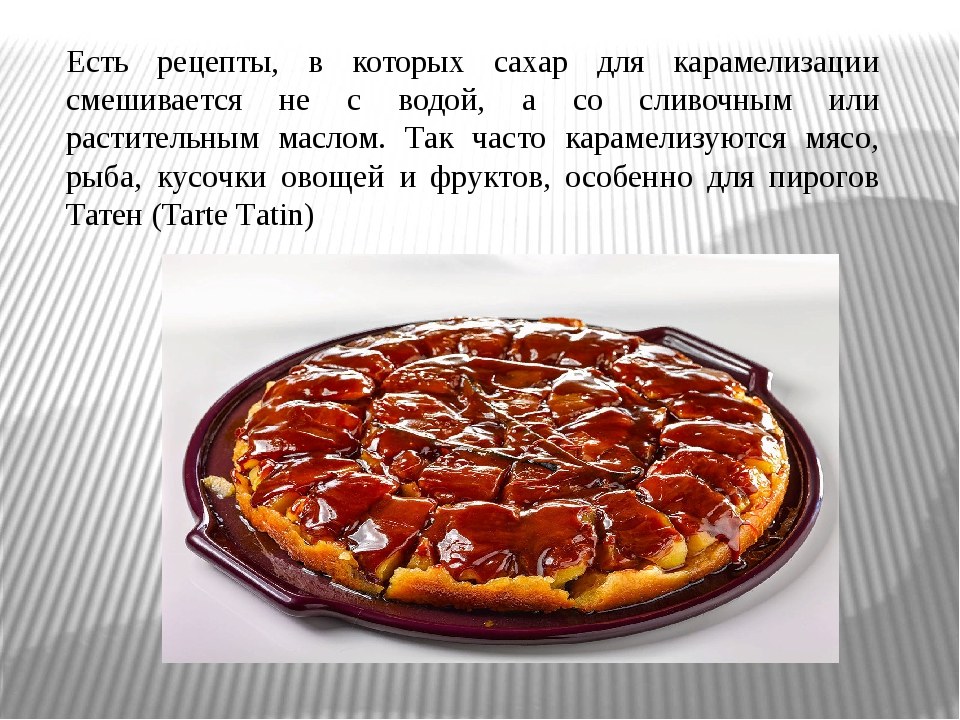 Есть рецепты, в которых сахар для карамелизации
смешивается не с водой, а со сливочным или
растительным маслом. Так часто карамелизуются мясо,
рыба, кусочки овощей и фруктов, особенно для пирогов
Татен (Tarte Tatin)